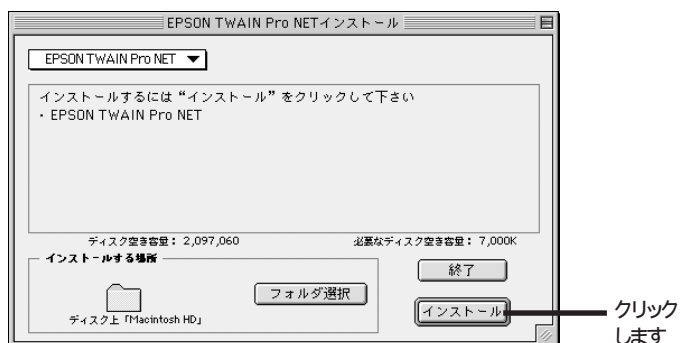 EPSON TWAIN Pro NETインストール
EPSON TWAIN Pro NET
インストールするには“インストール”をクリックして下さい
・EPSON TWAIN Pro NET
ディスク空き容量： 2,097,060
必要なディスク空き容量： 7,000K
インストールする場所
終了
フォルダ選択
インストール
ディスク上「Macintosh HD」
クリック
します